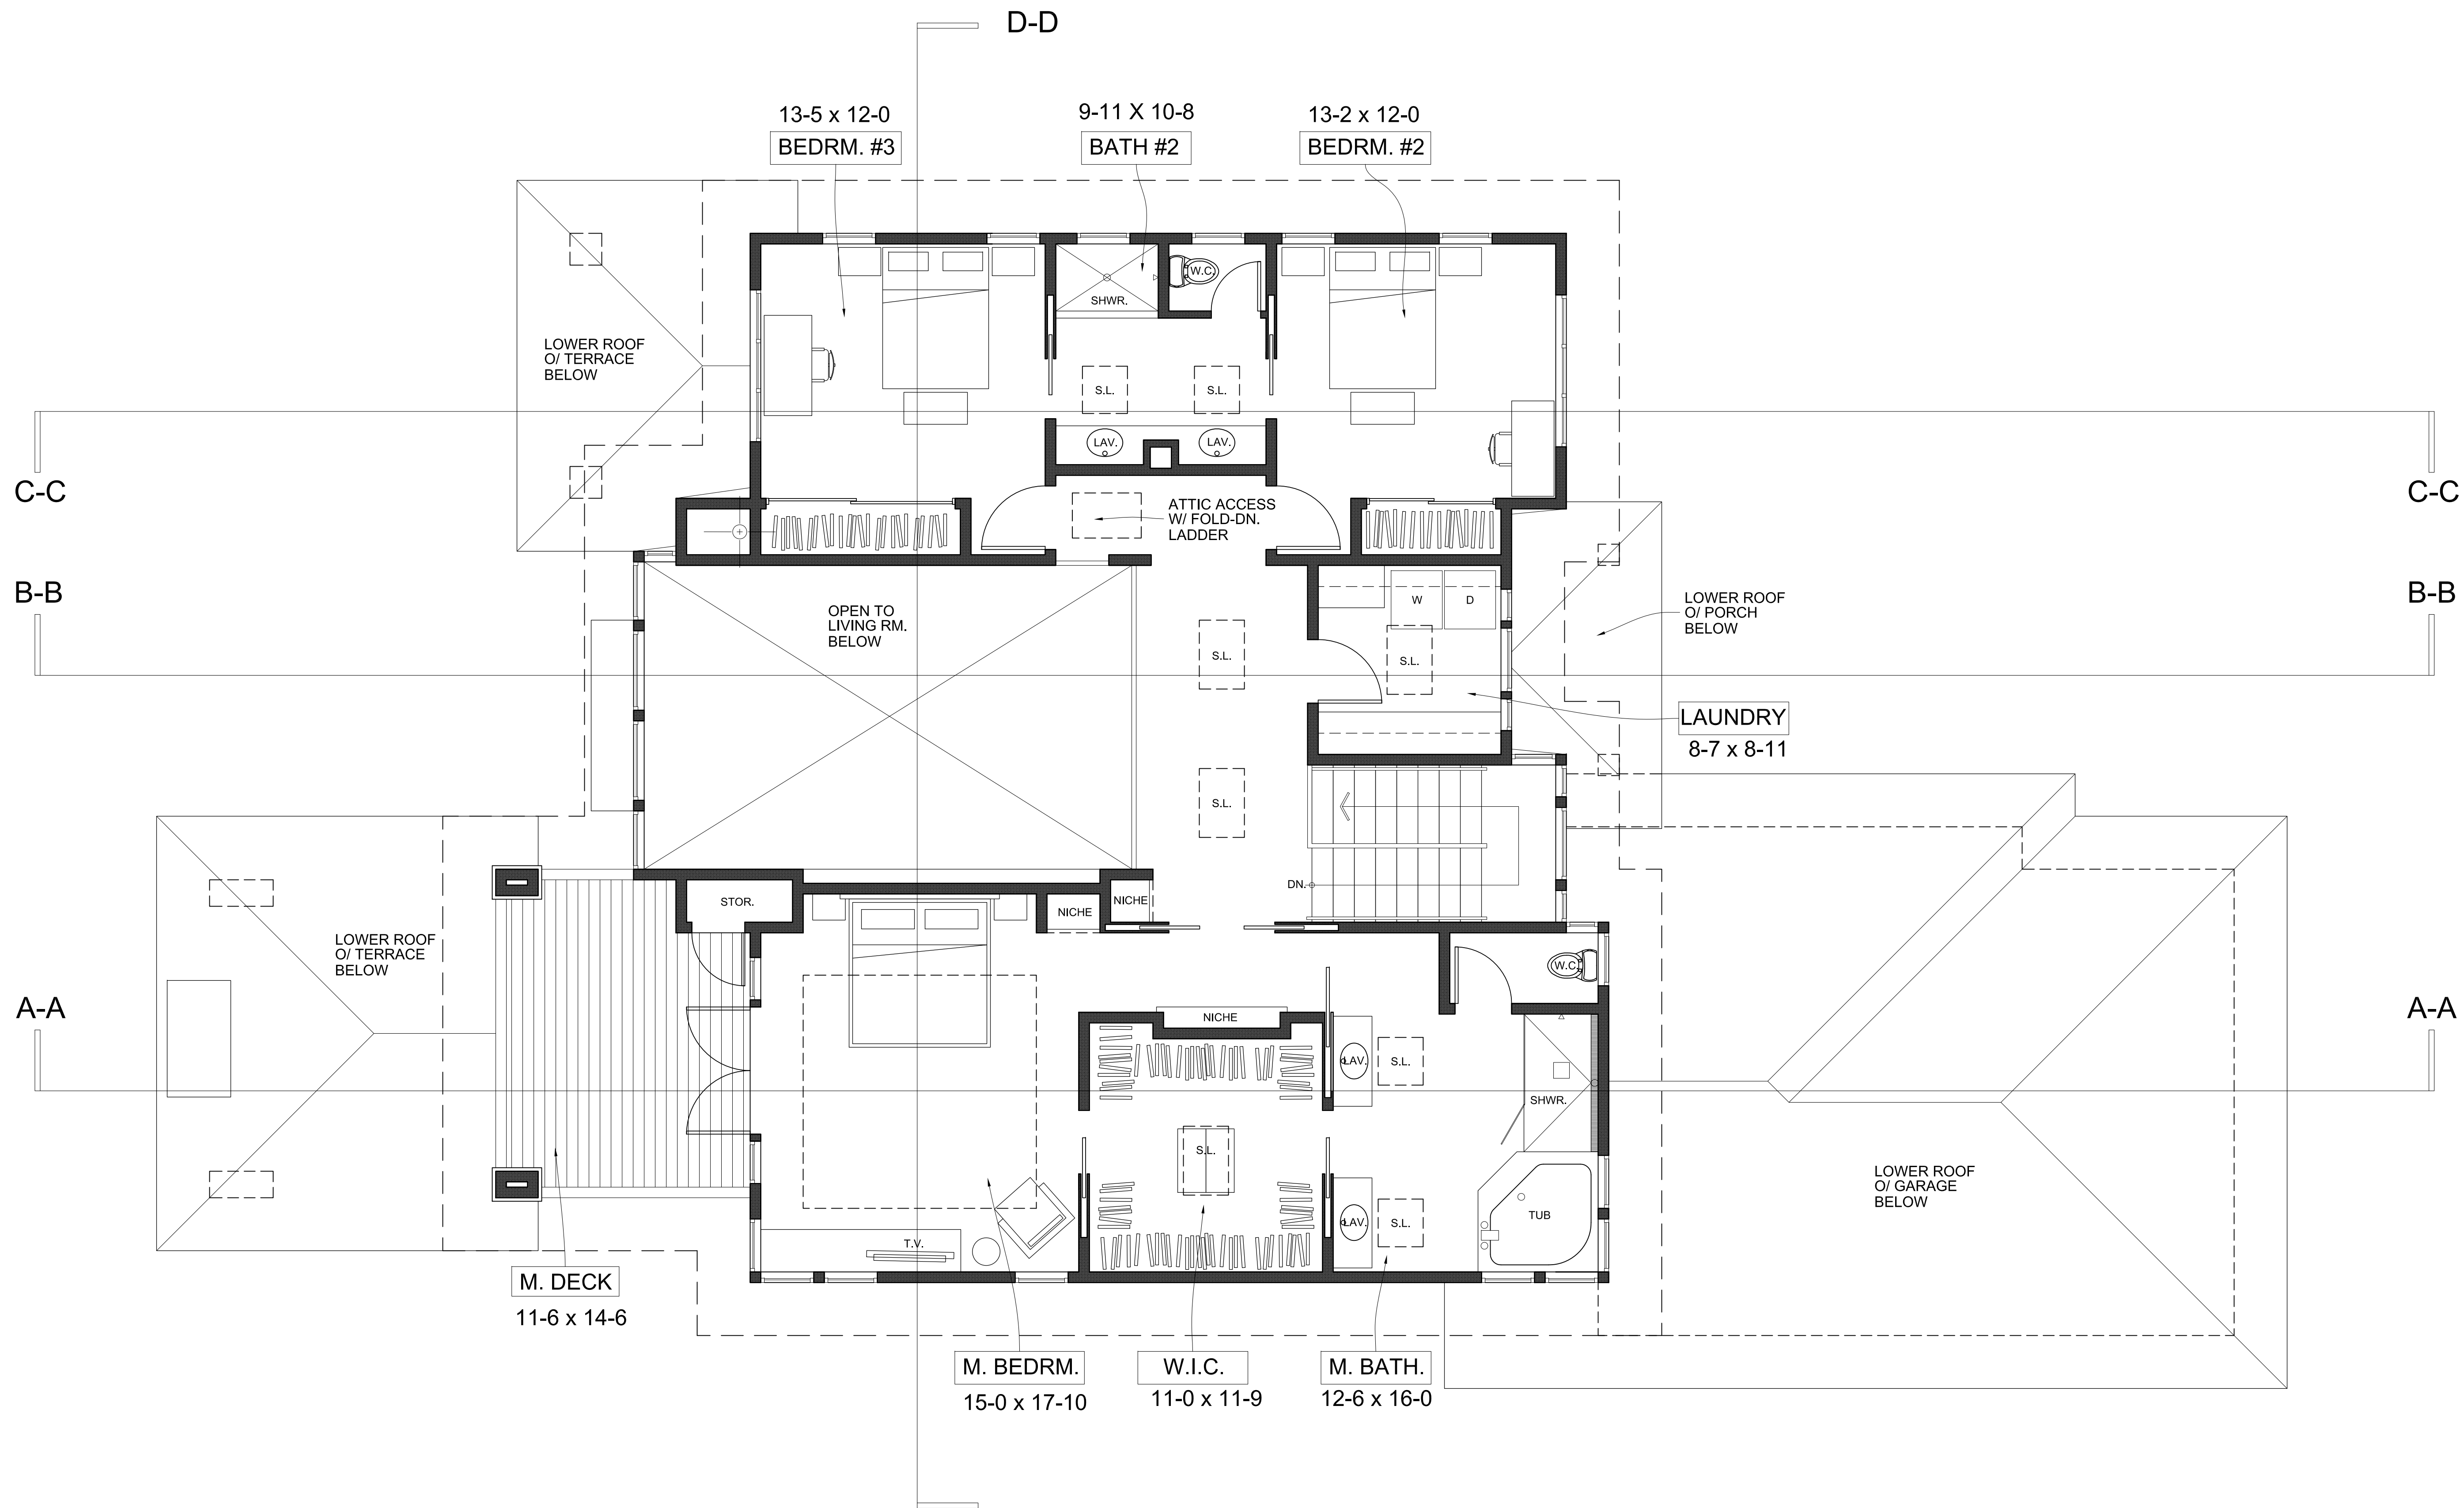 D-D
13-5 x 12-0
BEDRM. #3
9-11 X 10-8
BATH #2
13-2 x 12-0
BEDRM. #2
W.C.
SHWR.
LOWER ROOF
O/ TERRACE
BELOW
S.L.
S.L.
LAV.
LAV.
C-C
C-C
ATTIC ACCESS
W/ FOLD-DN.
LADDER
B-B
B-B
OPEN TO
LIVING RM.
BELOW
W
D
LOWER ROOF
O/ PORCH
BELOW
S.L.
S.L.
LAUNDRY
8-7 x 8-11
S.L.
DN.
STOR.
NICHE
NICHE
LOWER ROOF
O/ TERRACE
BELOW
W.C.
A-A
A-A
NICHE
LAV.
S.L.
SHWR.
S.L.
LOWER ROOF
O/ GARAGE
BELOW
LAV.
S.L.
TUB
T.V.
M. DECK
11-6 x 14-6
M. BEDRM.
15-0 x 17-10
W.I.C.
11-0 x 11-9
M. BATH.
12-6 x 16-0